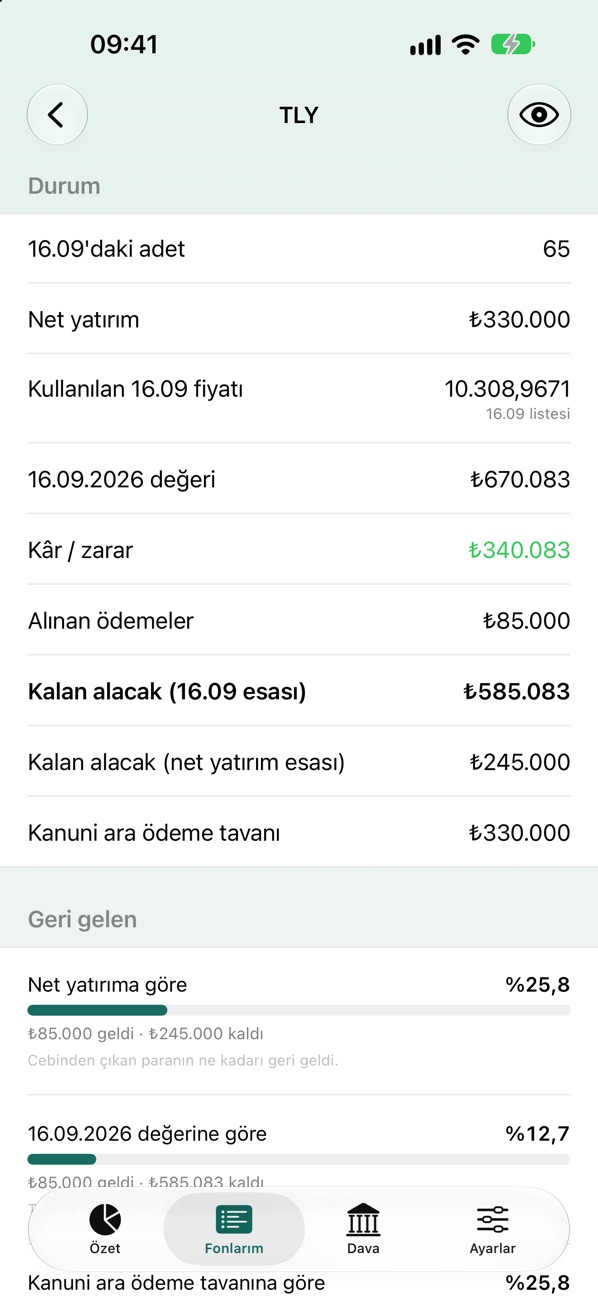 09:41
TLY
Durum
16.09'daki adet 65
Net yatırım ₺330.000
Kullanılan 16.09 fiyatı 10.308,9671
16.09 listesi
16.09.2026 değeri ₺670.083
Kâr / zarar ₺340.083
Alınan ödemeler ₺85.000
Kalan alacak (16.09 esası) ₺585.083
Kalan alacak (net yatırım esası) ₺245.000
Kanuni ara ödeme tavanı ₺330.000
Geri gelen
Net yatırıma göre %25,8
₺85.000 geldi · ₺245.000 kaldı
Cebinden çıkan paranın ne kadarı geri geldi.
16.09.2026 değerine göre %12,7
₺85.000 geldi · ₺585.083 kaldı
Özet Fonlarım Dava Ayarlar
Kanuni ara ödeme tavanına göre %25,8